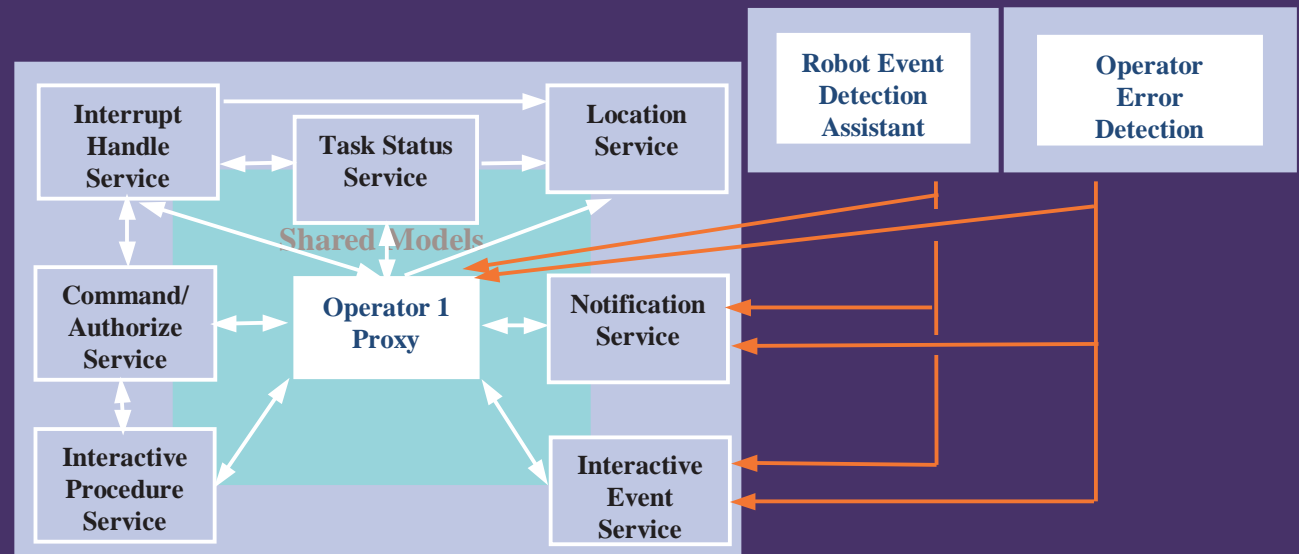 Robot Event
Detection
Assistant
Operator
Error
Detection
Interrupt
Handle
Service
Task Status
Service
Location
Service
Shared Models
Command/
Authorize
Service
Operator 1
Proxy
Notification
Service
Interactive
Procedure
Service
Interactive
Event
Service